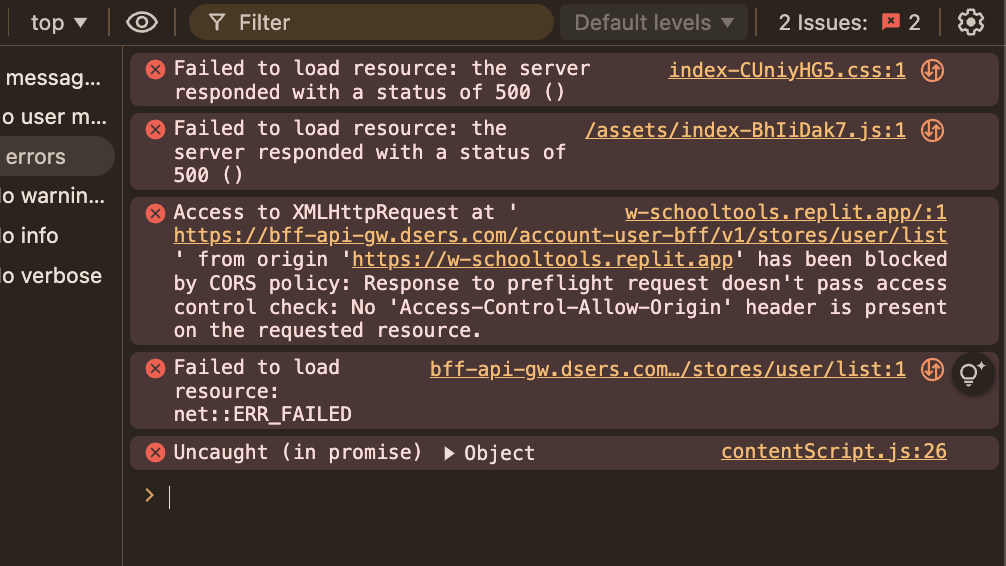 top
Filter
Default levels
2 Issues: 2
messag...
o user m...
errors
o warnin...
o info
o verbose
Failed to load resource: the server index-CUniyHG5.css:1
responded with a status of 500 ()
Failed to load resource: the /assets/index-BhIiDak7.js:1
server responded with a status of
500 ()
Access to XMLHttpRequest at ' w-schooltools.replit.app/:1
https://bff-api-gw.dsers.com/account-user-bff/v1/stores/user/list
' from origin 'https://w-schooltools.replit.app' has been blocked
by CORS policy: Response to preflight request doesn't pass access
control check: No 'Access-Control-Allow-Origin' header is present
on the requested resource.
Failed to load bff-api-gw.dsers.com…/stores/user/list:1
resource:
net::ERR_FAILED
Uncaught (in promise) Object contentScript.js:26